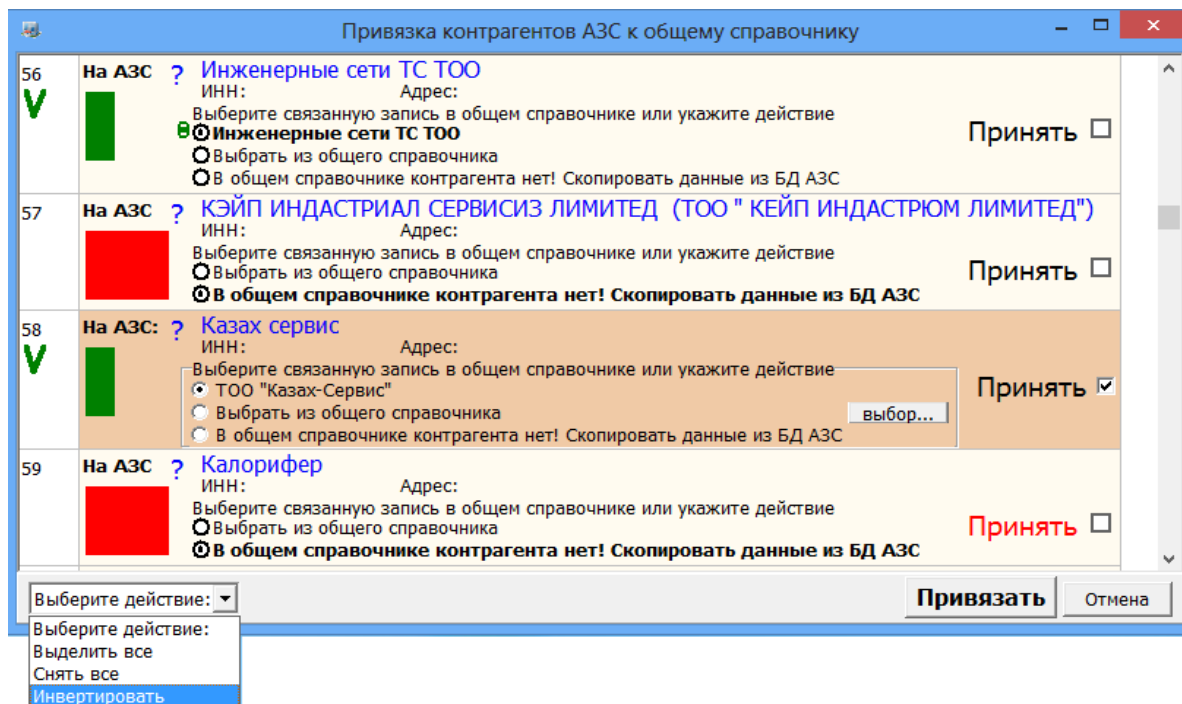 Привязка контрагентов АЗС к общему справочнику
56 На АЗС ? Инженерные сети ТС ТОО
V ИНН: Адрес:
Выберите связанную запись в общем справочнике или укажите действие
Инженерные сети ТС ТОО
Принять
Выбрать из общего справочника
В общем справочнике контрагента нет! Скопировать данные из БД АЗС
57 На АЗС ? КЭЙП ИНДАСТРИАЛ СЕРВИСИЗ ЛИМИТЕД (ТОО " КЕЙП ИНДАСТРЮМ ЛИМИТЕД")
ИНН: Адрес:
Выберите связанную запись в общем справочнике или укажите действие
Выбрать из общего справочника
Принять
В общем справочнике контрагента нет! Скопировать данные из БД АЗС
58 На АЗС: ? Казах сервис
V ИНН: Адрес:
Выберите связанную запись в общем справочнике или укажите действие
ТОО "Казах-Сервис"
Принять
Выбрать из общего справочника выбор...
В общем справочнике контрагента нет! Скопировать данные из БД АЗС
59 На АЗС ? Калорифер
ИНН: Адрес:
Выберите связанную запись в общем справочнике или укажите действие
Выбрать из общего справочника
Принять
В общем справочнике контрагента нет! Скопировать данные из БД АЗС
Выберите действие: Привязать Отмена
Выберите действие:
Выделить все
Снять все
Инвертировать